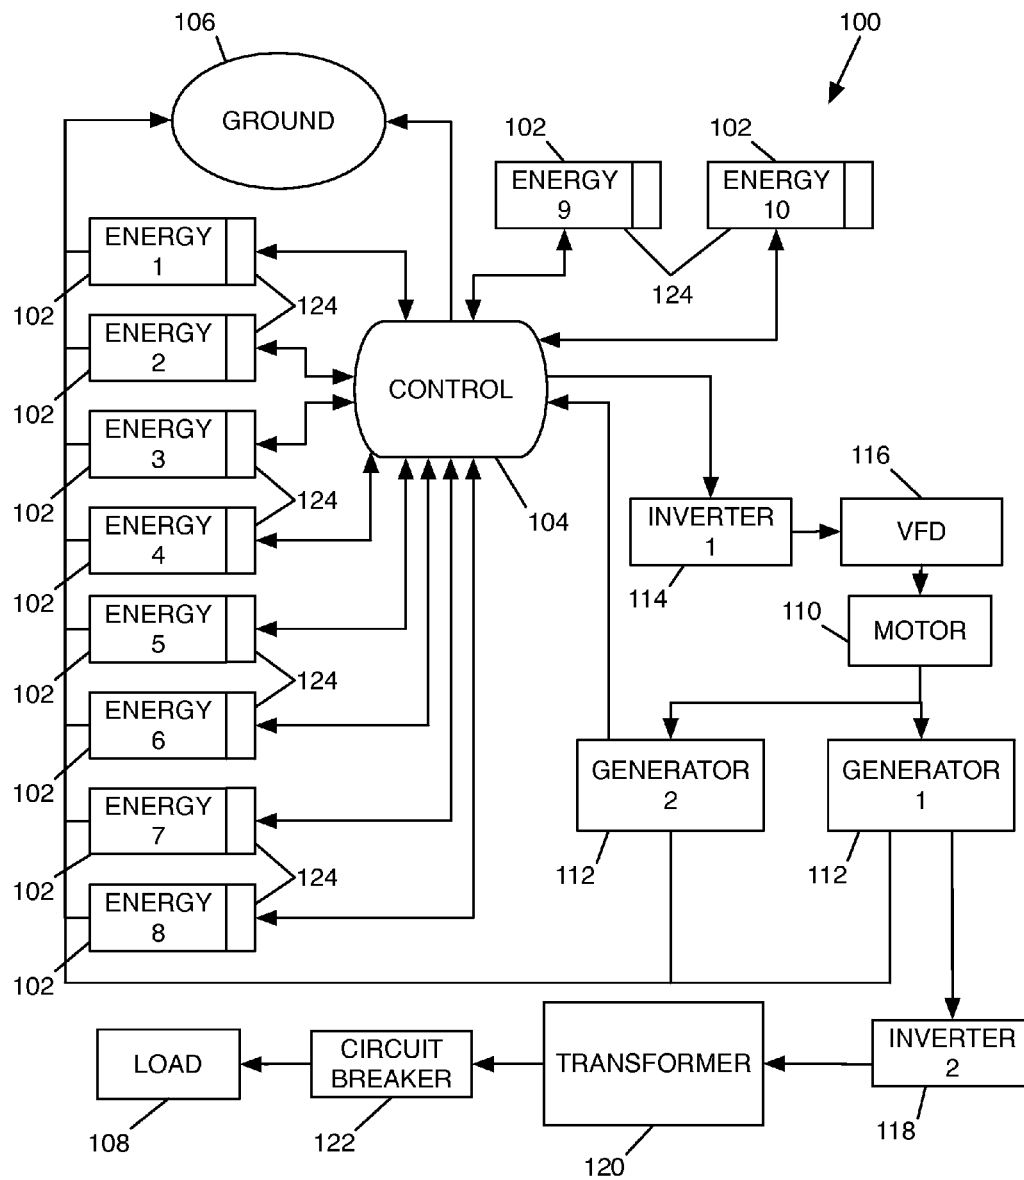 106
100
GROUND
102
102
ENERGY
9
ENERGY
10
124
ENERGY
1
102
124
ENERGY
2
102
CONTROL
ENERGY
3
102
124
104
ENERGY
4
102
INVERTER
1
114
116
VFD
110
MOTOR
ENERGY
5
102
124
ENERGY
6
102
GENERATOR
2
112
GENERATOR
1
112
ENERGY
7
102
124
ENERGY
8
102
LOAD
108
CIRCUIT
BREAKER
122
TRANSFORMER
120
INVERTER
2
118